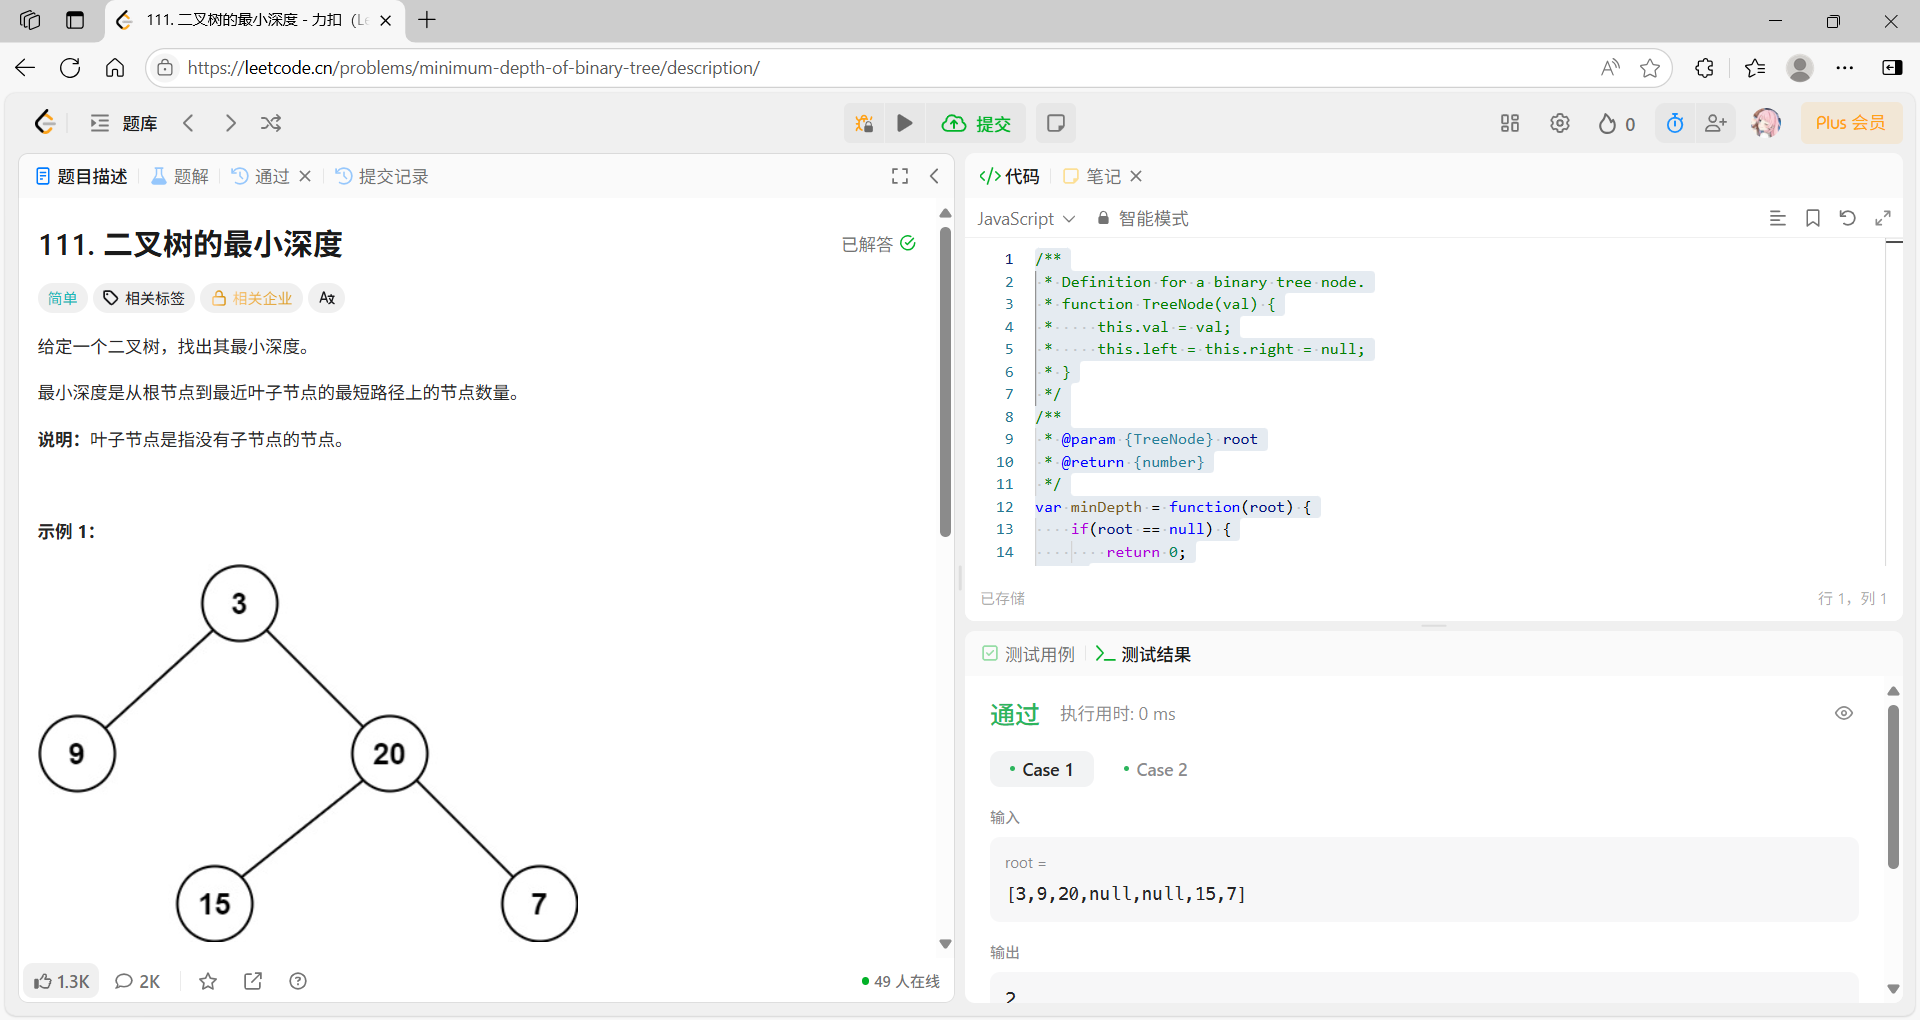 111. 二叉树的最小深度 - 力扣（Le
https://leetcode.cn/problems/minimum-depth-of-binary-tree/description/
题库
提交
0
Plus 会员
题目描述
题解
通过
提交记录
111. 二叉树的最小深度
已解答
简单
相关标签
相关企业
给定一个二叉树，找出其最小深度。
最小深度是从根节点到最近叶子节点的最短路径上的节点数量。
说明：叶子节点是指没有子节点的节点。
示例 1：
3
9
20
15
7
1.3K
2K
49 人在线
</> 代码
笔记
JavaScript
智能模式
1 /**
2  * Definition for a binary tree node.
3  * function TreeNode(val) {
4  *     this.val = val;
5  *     this.left = this.right = null;
6  * }
7  */
8 /**
9  * @param {TreeNode} root
10  * @return {number}
11  */
12 var minDepth = function(root) {
13     if(root == null) {
14         return 0;
已存储
行 1，列 1
测试用例
测试结果
通过
执行用时: 0 ms
Case 1
Case 2
输入
root =
[3,9,20,null,null,15,7]
输出
2